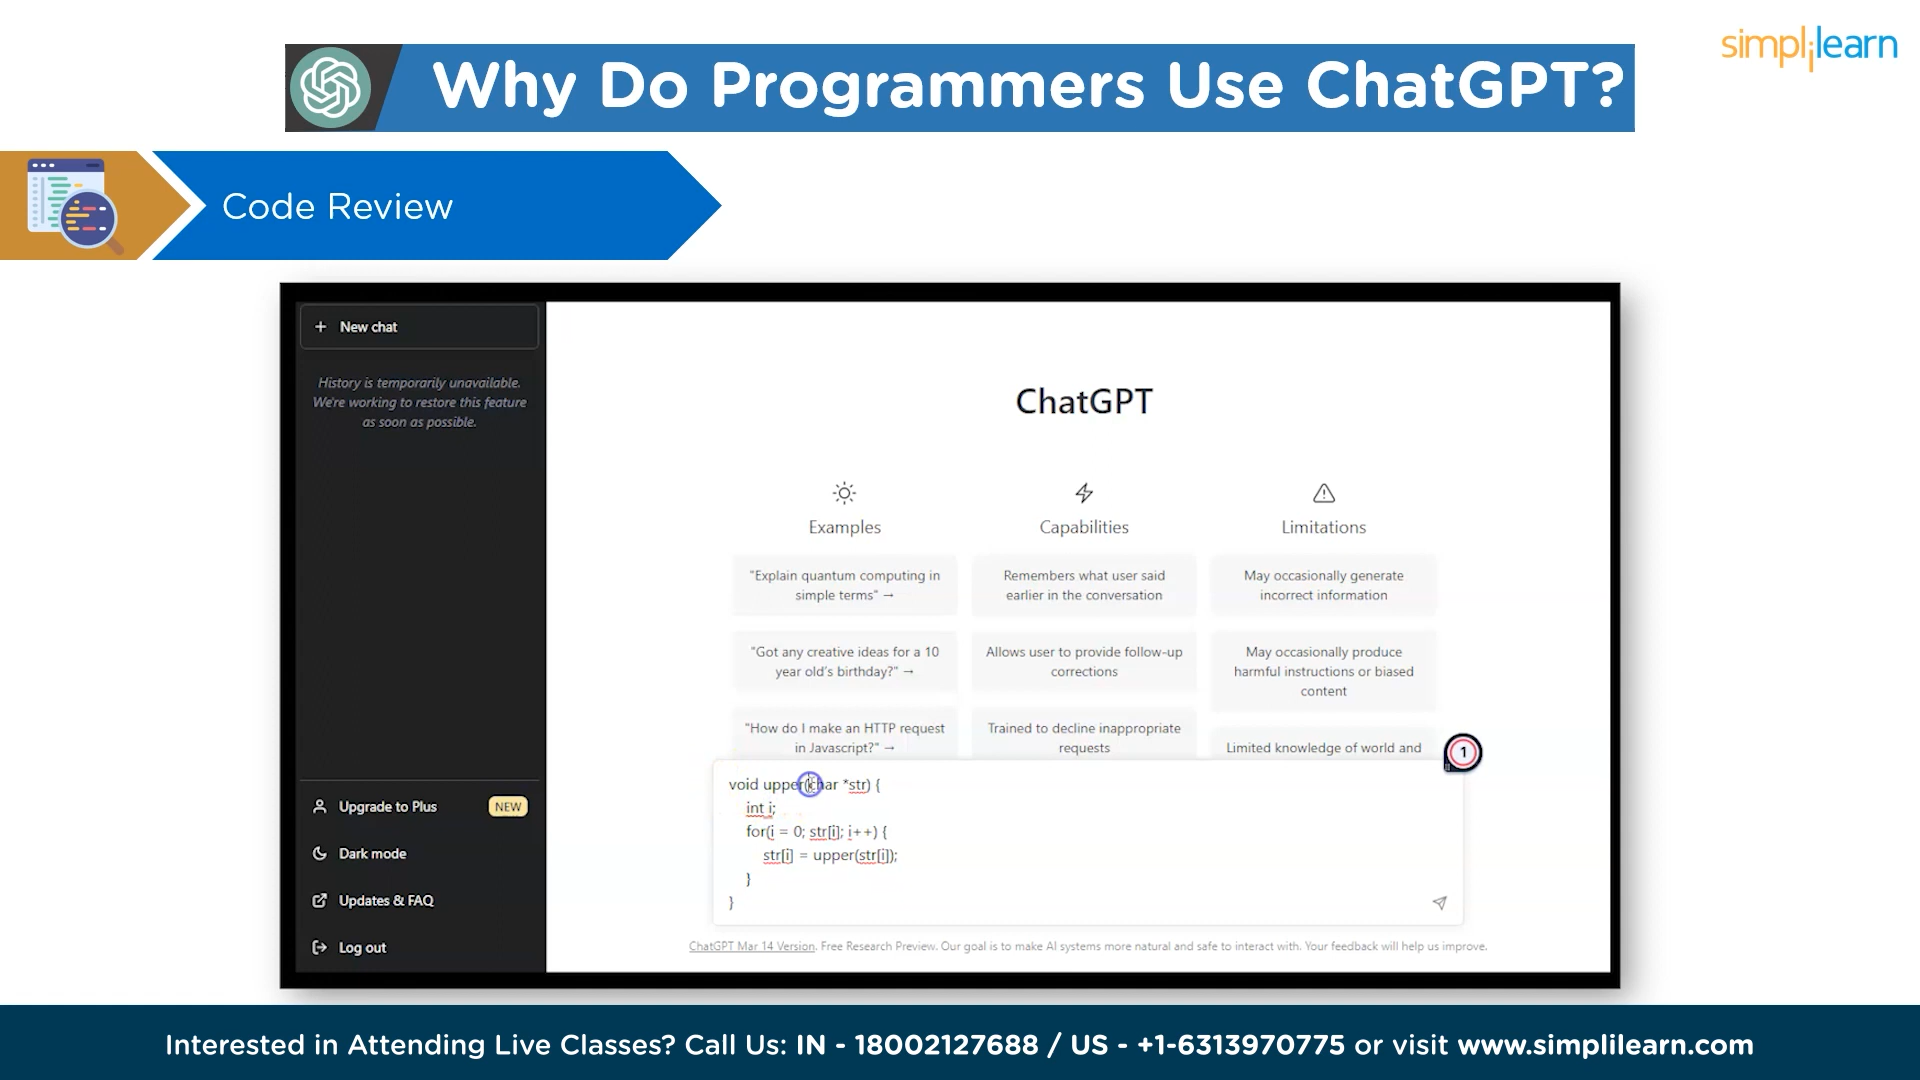 simplilearn
Why Do Programmers Use ChatGPT?
Code Review
+ New chat
History is temporarily unavailable.
We're working to restore this feature
as soon as possible.
Upgrade to Plus NEW
Dark mode
Updates & FAQ
Log out
ChatGPT
Examples
"Explain quantum computing in
simple terms" →
"Got any creative ideas for a 10
year old's birthday?" →
"How do I make an HTTP request
in Javascript?" →
Capabilities
Remembers what user said
earlier in the conversation
Allows user to provide follow-up
corrections
Trained to decline inappropriate
requests
Limitations
May occasionally generate
incorrect information
May occasionally produce
harmful instructions or biased
content
Limited knowledge of world and
1
void upper(char *str) {
int i;
for(i = 0; str[i]; i++) {
str[i] = upper(str[i]);
}
}
ChatGPT Mar 14 Version. Free Research Preview. Our goal is to make AI systems more natural and safe to interact with. Your feedback will help us improve.
Interested in Attending Live Classes? Call Us: IN - 18002127688 / US - +1-6313970775 or visit www.simplilearn.com